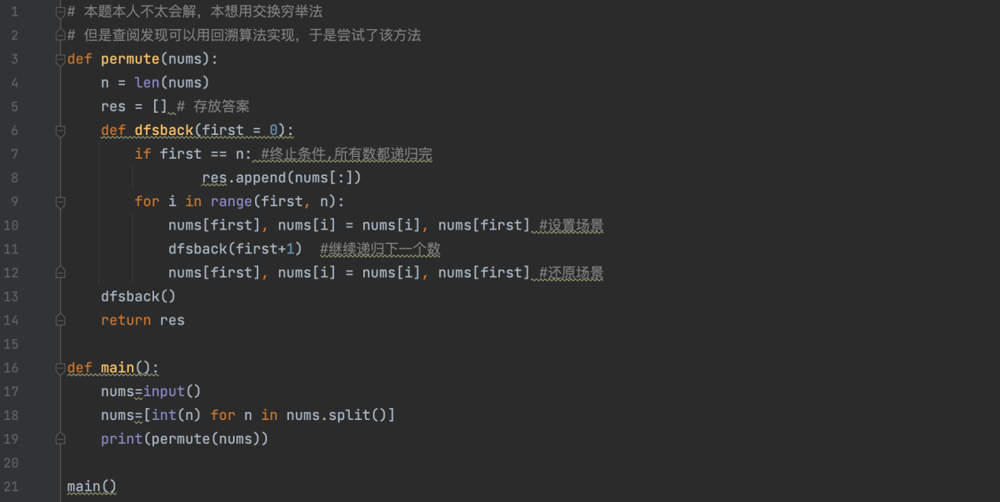 1 # 本题本人不太会解，本想用交换穷举法
2 # 但是查阅发现可以用回溯算法实现，于是尝试了该方法
3 def permute(nums):
4     n = len(nums)
5     res = [] # 存放答案
6     def dfsback(first = 0):
7         if first == n: #终止条件,所有数都递归完
8                 res.append(nums[:])
9         for i in range(first, n):
10             nums[first], nums[i] = nums[i], nums[first] #设置场景
11             dfsback(first+1)  #继续递归下一个数
12             nums[first], nums[i] = nums[i], nums[first] #还原场景
13     dfsback()
14     return res
15
16 def main():
17     nums=input()
18     nums=[int(n) for n in nums.split()]
19     print(permute(nums))
20
21 main()